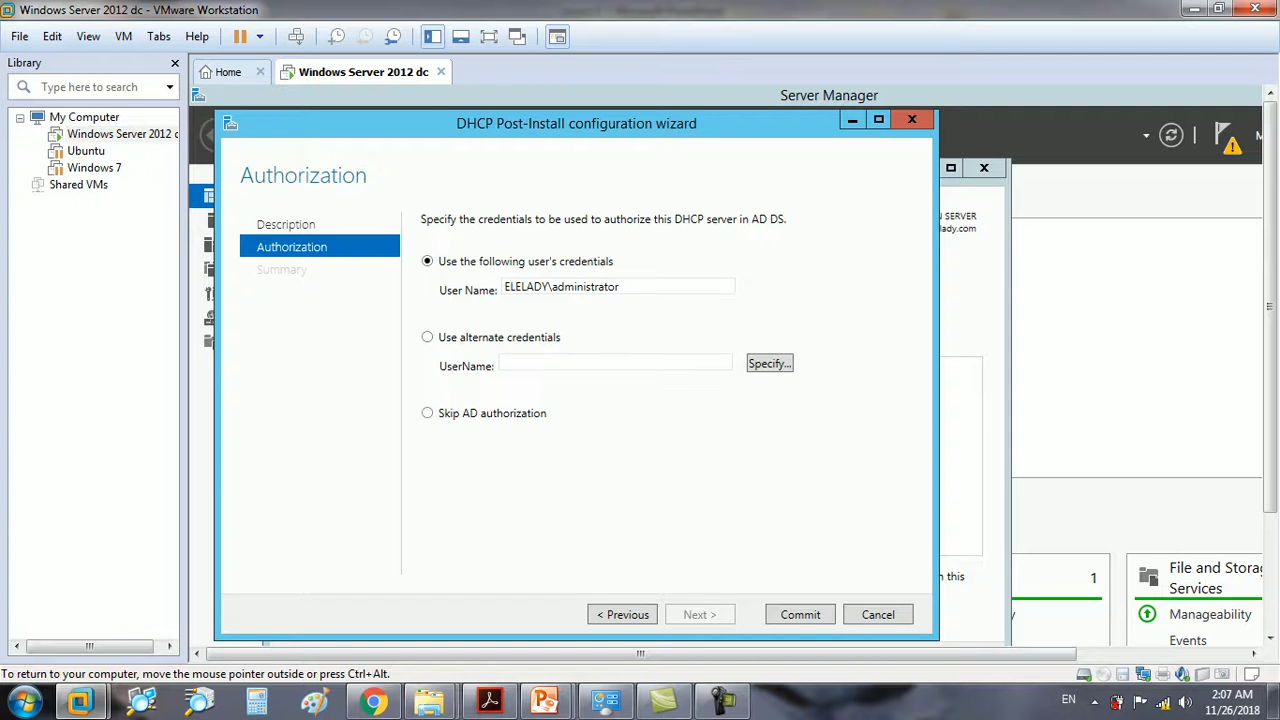 Windows Server 2012 dc - VMware Workstation
File Edit View VM Tabs Help
Library
Type here to search
My Computer
Windows Server 2012 d
Ubuntu
Windows 7
Shared VMs
Home
Windows Server 2012 dc
Server Manager
DHCP Post-Install configuration wizard
Authorization
Description
Authorization
Summary
Specify the credentials to be used to authorize this DHCP server in AD DS.
Use the following user's credentials
User Name: ELELADY\administrator
Use alternate credentials
UserName:
Specify...
Skip AD authorization
< Previous
Next >
Commit
Cancel
N SERVER
lady.com
n this
1
File and Storag
Services
Manageability
Events
To return to your computer, move the mouse pointer outside or press Ctrl+Alt.
EN
2:07 AM
11/26/2018